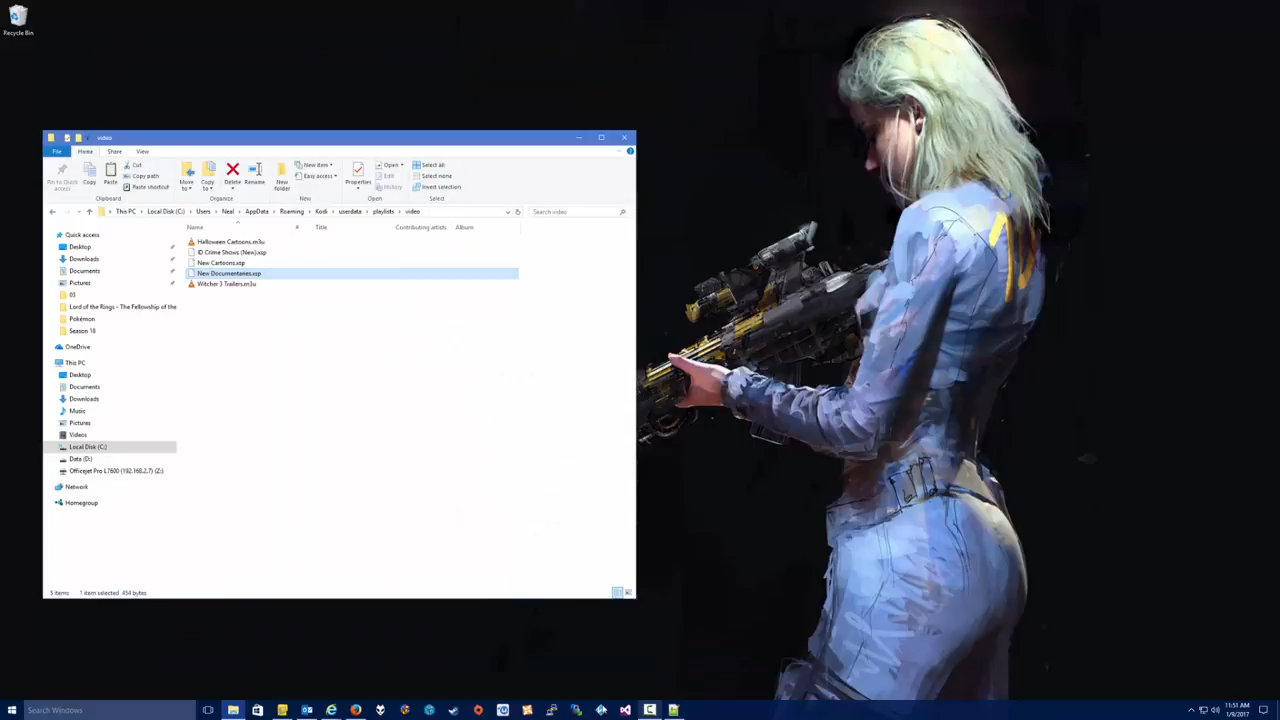 Recycle Bin
video
File Home Share View
Pin to Quick access
Copy
Paste
Cut
Copy path
Paste shortcut
Clipboard
Move to
Copy to
Delete
Rename
Organize
New folder
New item
Easy access
New
Properties
Open
Edit
History
Open
Select all
Select none
Invert selection
Select
This PC Local Disk (C:) Users Neal AppData Roaming Kodi userdata playlists video
Search video
Name # Title Contributing artists Album
Halloween Cartoons.m3u
ID Crime Shows (New).xsp
New Cartoons.xsp
New Documentaries.xsp
Witcher 3 Trailers.m3u
Quick access
Desktop
Downloads
Documents
Pictures
03
Lord of the Rings - The Fellowship of the
Pokémon
Season 18
OneDrive
This PC
Desktop
Documents
Downloads
Music
Pictures
Videos
Local Disk (C:)
Data (D:)
Officejet Pro L7600 (192.168.2.7) (Z:)
Network
Homegroup
5 items 1 item selected 454 bytes
Search Windows
11:51 AM
1/9/2017